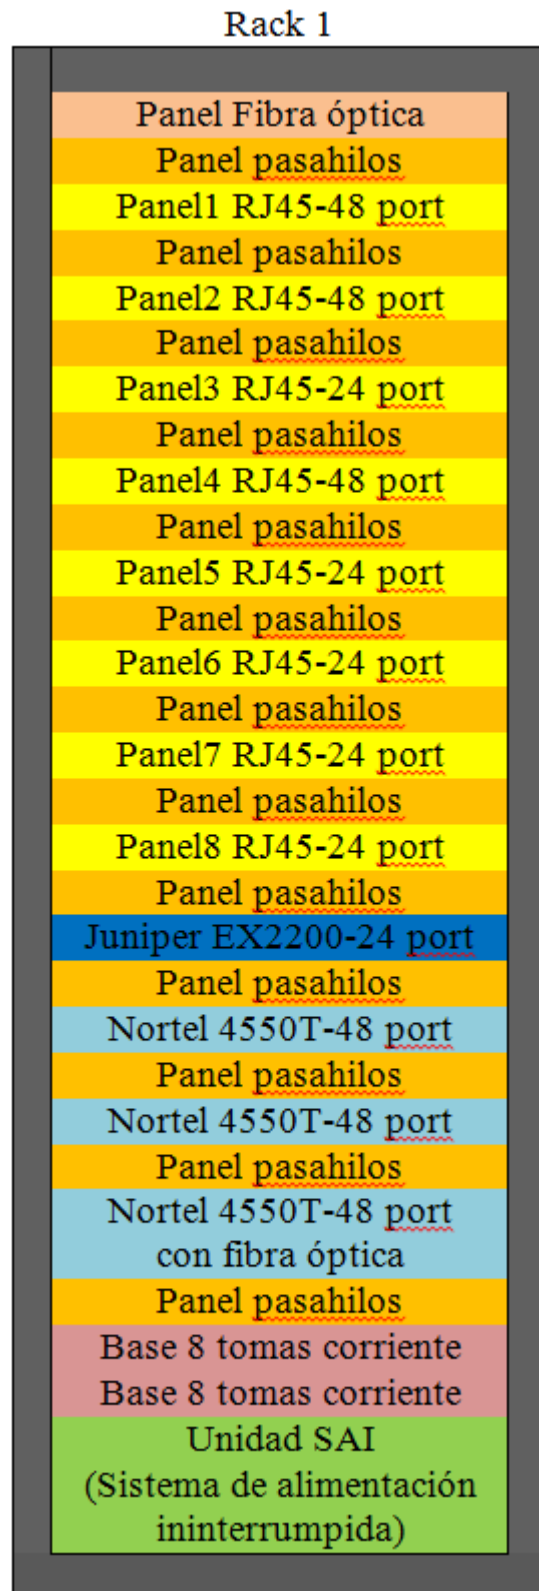 Rack 1
Panel Fibra óptica
Panel pasahilos
Panel1 RJ45-48 port
Panel pasahilos
Panel2 RJ45-48 port
Panel pasahilos
Panel3 RJ45-24 port
Panel pasahilos
Panel4 RJ45-48 port
Panel pasahilos
Panel5 RJ45-24 port
Panel pasahilos
Panel6 RJ45-24 port
Panel pasahilos
Panel7 RJ45-24 port
Panel pasahilos
Panel8 RJ45-24 port
Panel pasahilos
Juniper EX2200-24 port
Panel pasahilos
Nortel 4550T-48 port
Panel pasahilos
Nortel 4550T-48 port
Panel pasahilos
Nortel 4550T-48 port
con fibra óptica
Panel pasahilos
Base 8 tomas corriente
Base 8 tomas corriente
Unidad SAI
(Sistema de alimentación
ininterrumpida)